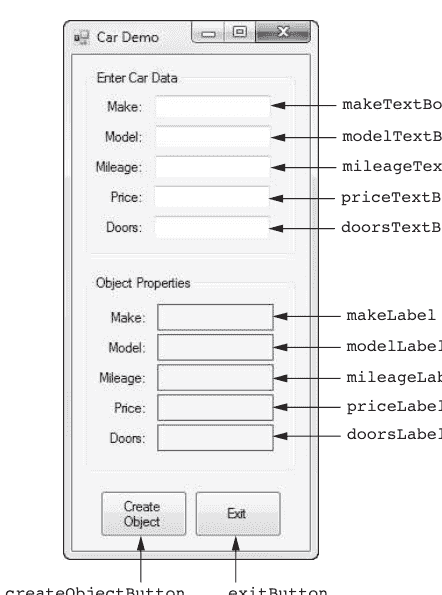 Car Demo
Enter Car Data
Make: makeTextBo
Model: modelTextB
Mileage: mileageTex
Price: priceTextB
Doors: doorsTextB
Object Properties
Make: makeLabel
Model: modelLabel
Mileage: mileageLab
Price: priceLabel
Doors: doorsLabel
Create
Object
Exit
createObjectButton exitButton